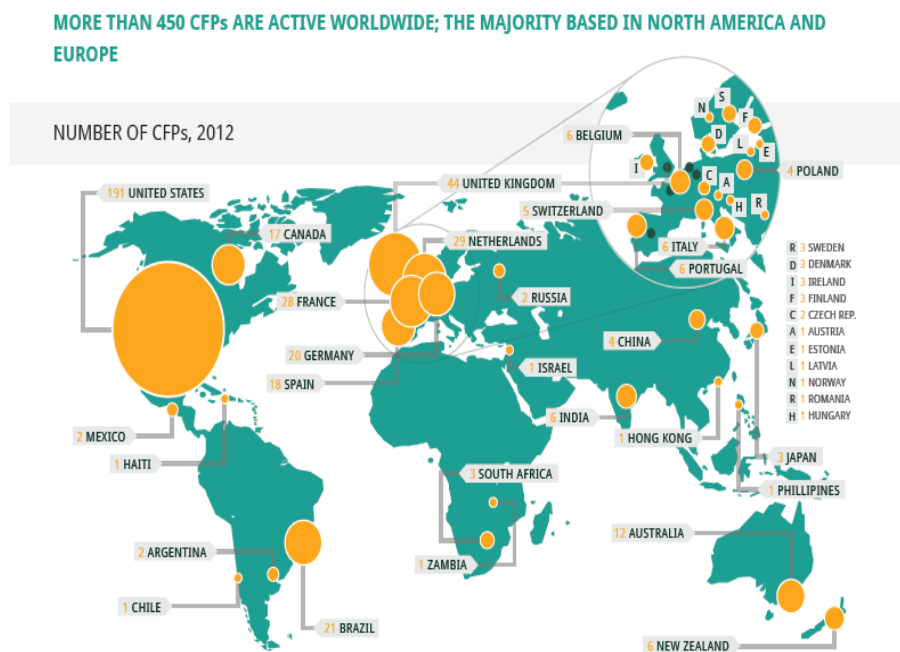 MORE THAN 450 CFPs ARE ACTIVE WORLDWIDE; THE MAJORITY BASED IN NORTH AMERICA AND
EUROPE
NUMBER OF CFPs, 2012
S
N
F
D
L
E
I
C
A
H
R
6 BELGIUM
4 POLAND
191 UNITED STATES
44 UNITED KINGDOM
5 SWITZERLAND
17 CANADA
29 NETHERLANDS
6 ITALY
6 PORTUGAL
28 FRANCE
2 RUSSIA
20 GERMANY
4 CHINA
18 SPAIN
1 ISRAEL
6 INDIA
2 MEXICO
1 HONG KONG
1 HAITI
3 JAPAN
3 SOUTH AFRICA
1 PHILLIPINES
12 AUSTRALIA
2 ARGENTINA
1 ZAMBIA
1 CHILE
21 BRAZIL
6 NEW ZEALAND
R 3 SWEDEN
D 3 DENMARK
I 3 IRELAND
F 3 FINLAND
C 2 CZECH REP.
A 1 AUSTRIA
E 1 ESTONIA
L 1 LATVIA
N 1 NORWAY
R 1 ROMANIA
H 1 HUNGARY